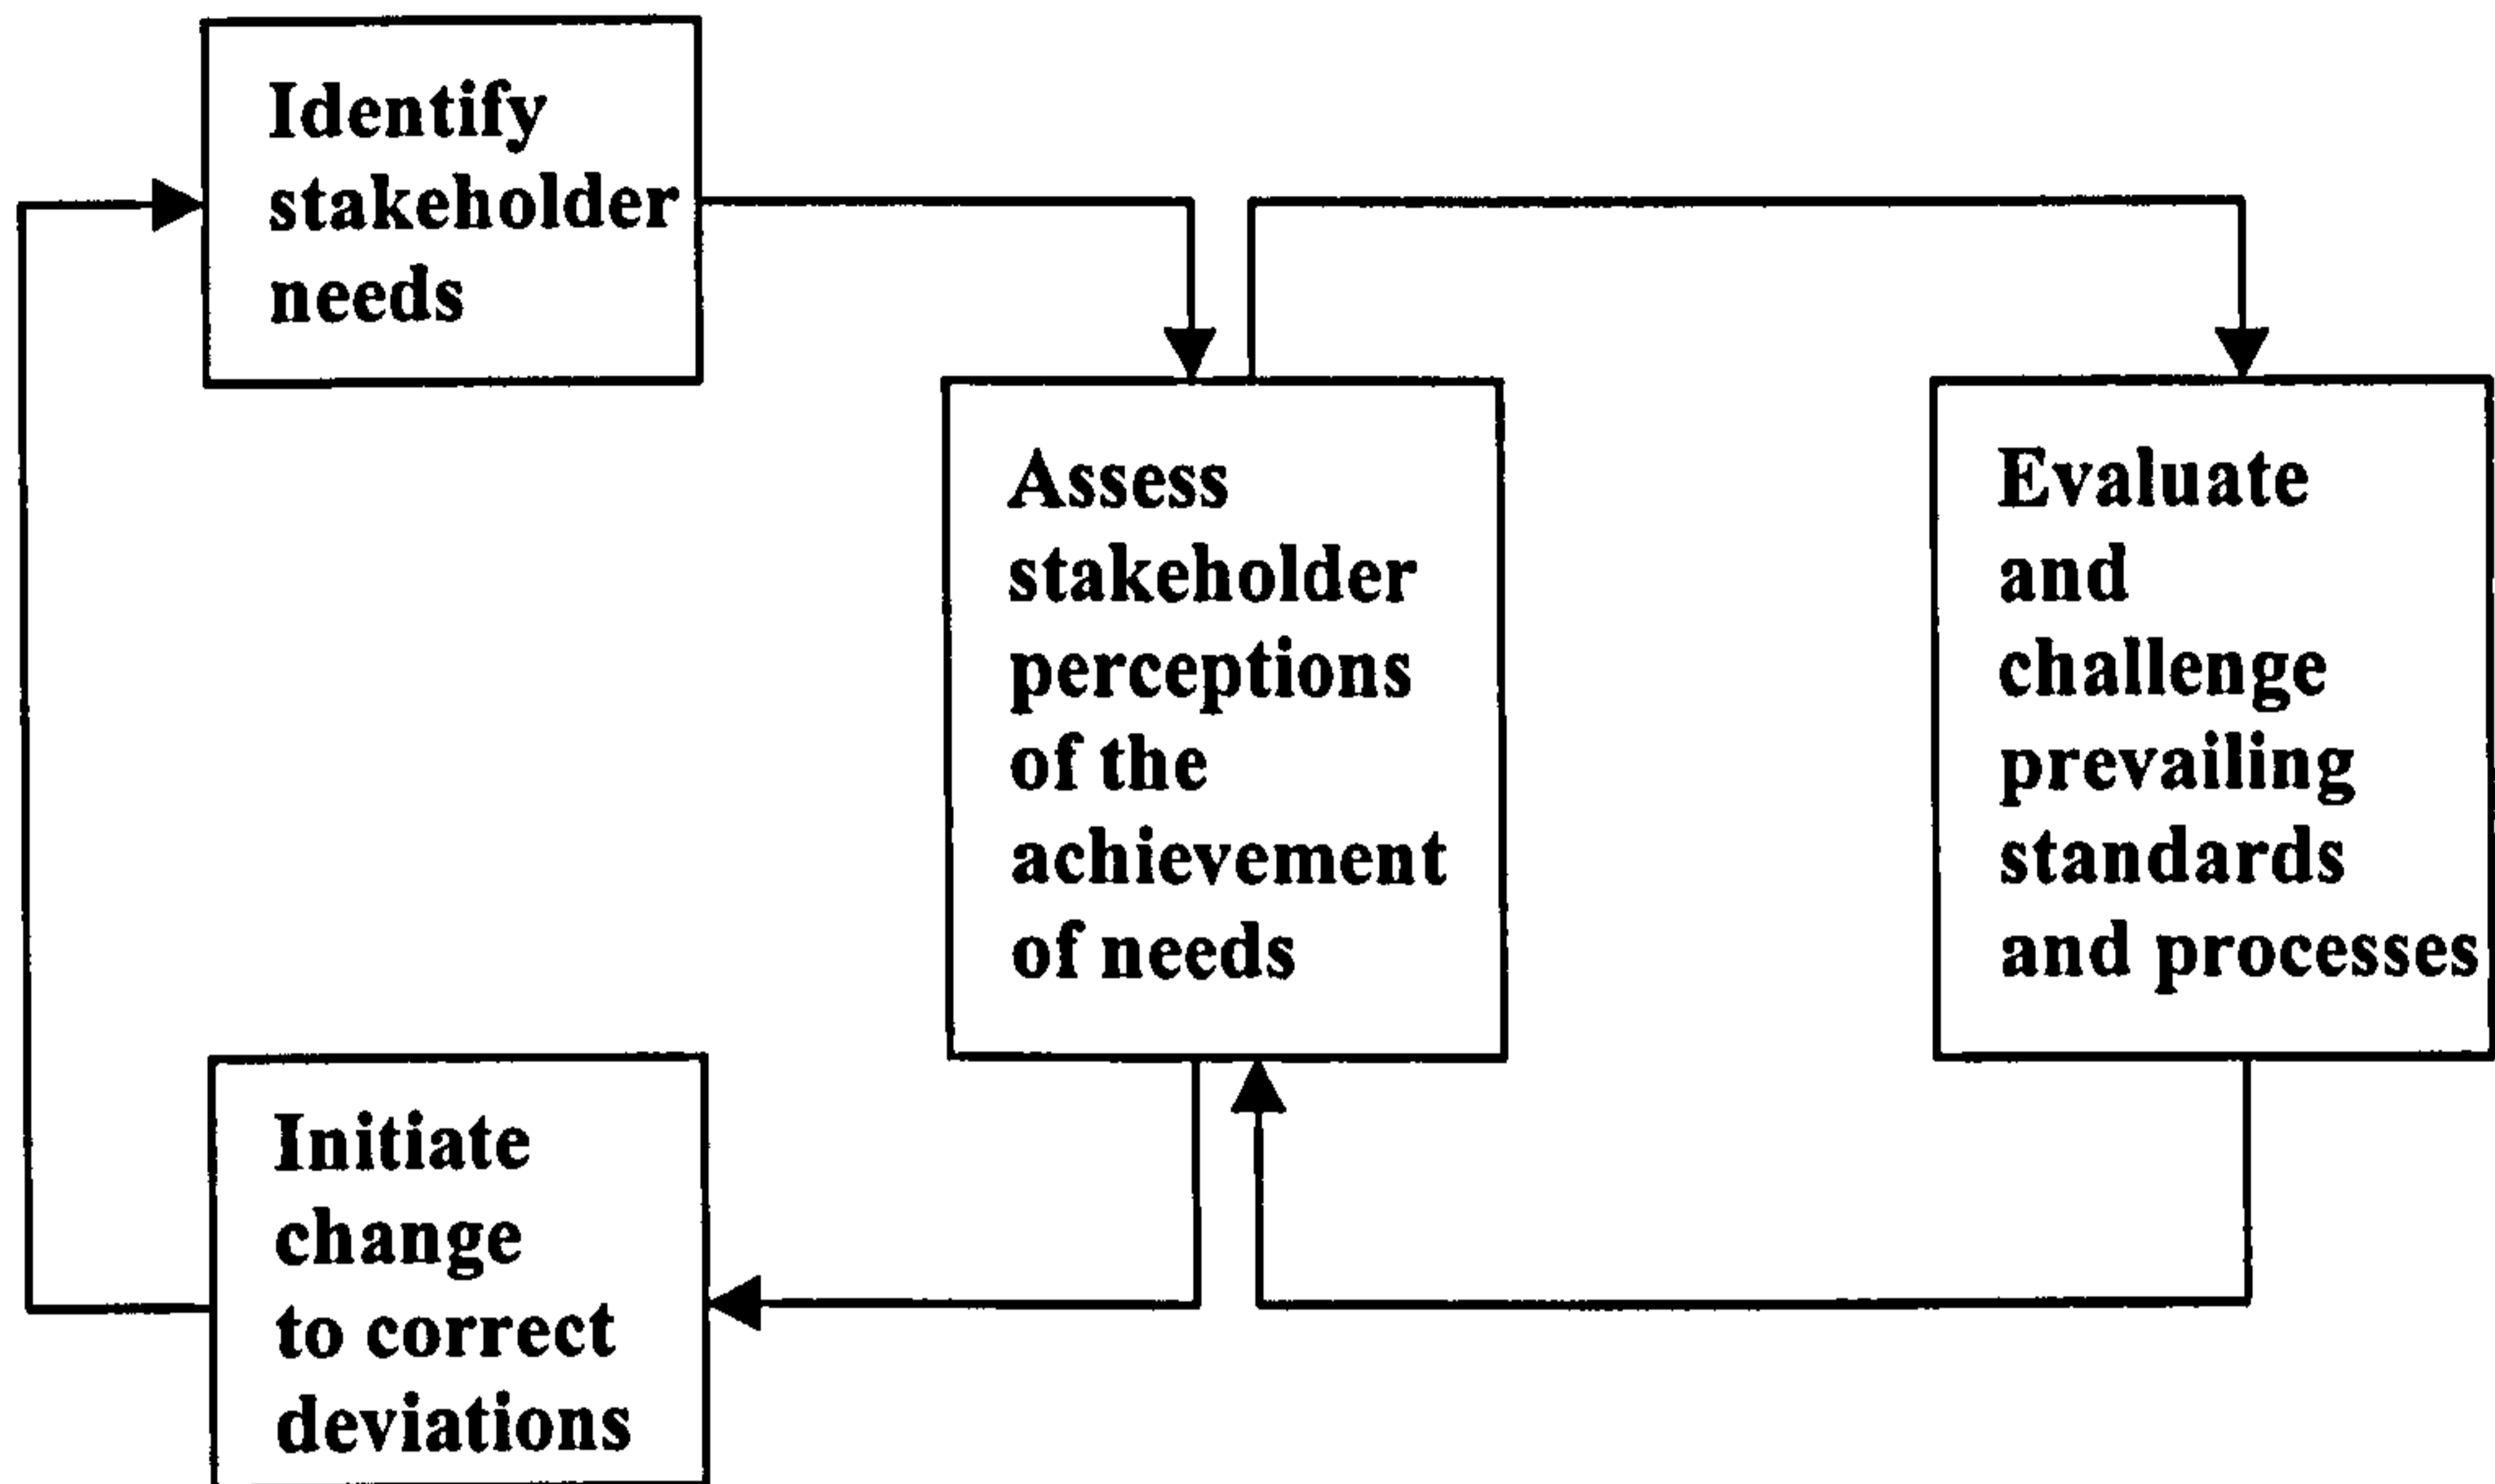 Identify
stakeholder
needs
Assess
stakeholder
perceptions
of the
achievement
of needs
Evaluate
and
challenge
prevailing
standards
and processes
Initiate
change
to correct
deviations